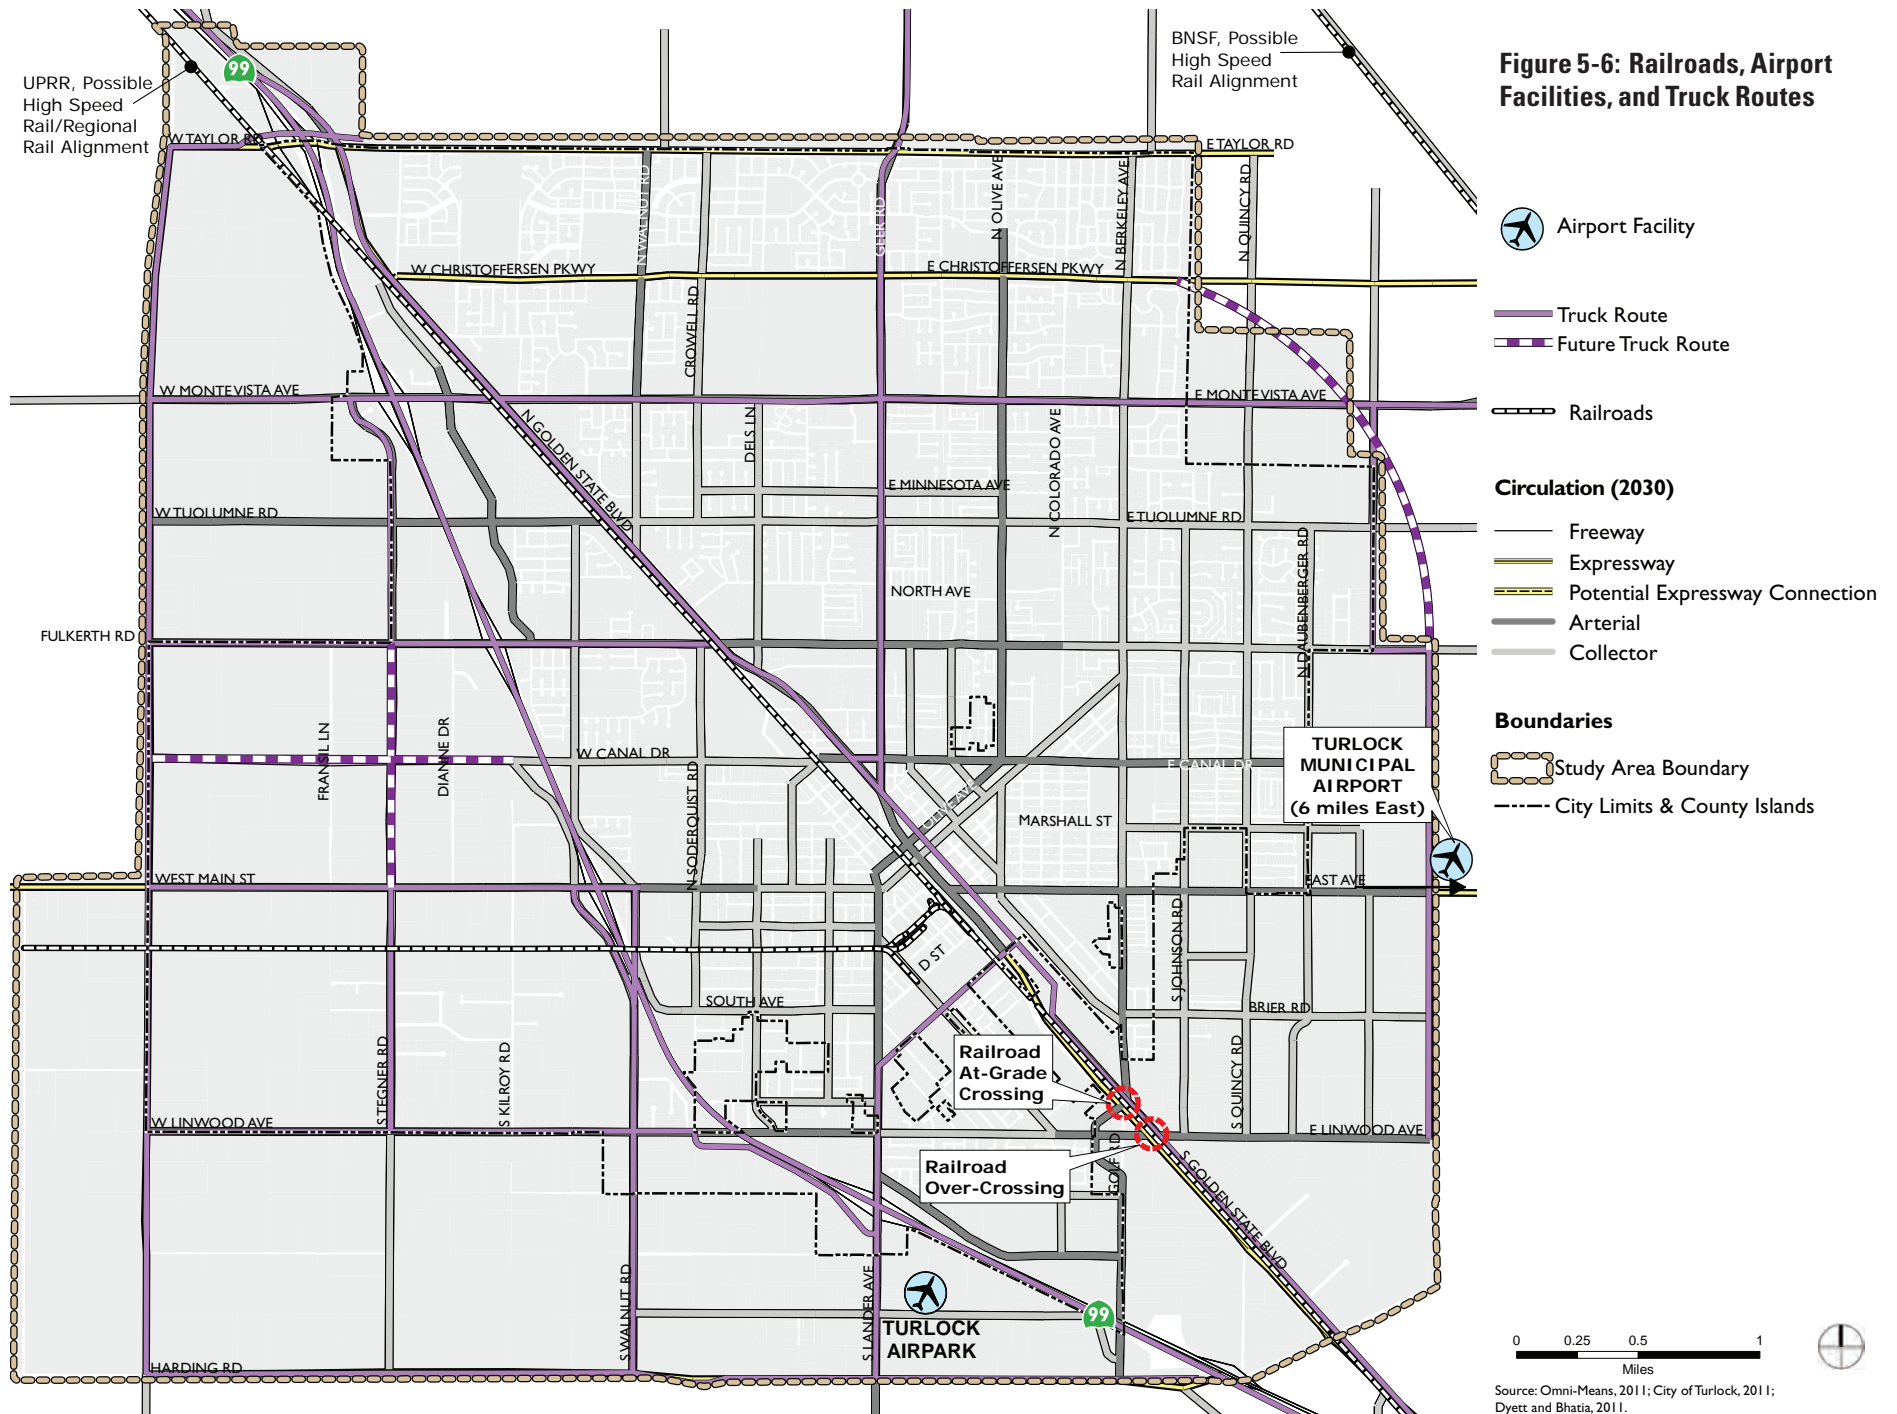 Figure 5-6: Railroads, Airport
Facilities, and Truck Routes
UPRR, Possible
High Speed
Rail/Regional
Rail Alignment
99
BNSF, Possible
High Speed
Rail Alignment
W TAYLOR RD
E TAYLOR RD
N WALNUT RD
GEER RD
N OLIVE AVE
N BERKELEY AVE
N QUINCY RD
W CHRISTOFFERSEN PKWY
E CHRISTOFFERSEN PKWY
CROWELL RD
W MONTE VISTA AVE
E MONTE VISTA AVE
N GOLDEN STATE BLVD
DELS LN
N COLORADO AVE
E MINNESOTA AVE
W TUOLUMNE RD
E TUOLUMNE RD
N DAUBENBERGER RD
NORTH AVE
FULKERTH RD
FRANSIL LN
DIANNE DR
W CANAL DR
E CANAL DR
N SODERQUIST RD
OLIVE AVE
MARSHALL ST
TURLOCK
MUNICIPAL
AIRPORT
(6 miles East)
WEST MAIN ST
EAST AVE
D ST
S JOHNSON RD
SOUTH AVE
BRIER RD
S TEGNER RD
S KILROY RD
Railroad
At-Grade
Crossing
S QUINCY RD
W LINWOOD AVE
E LINWOOD AVE
Railroad
Over-Crossing
GOLF RD
S GOLDEN STATE BLVD
S WALNUT RD
S LANDER AVE
TURLOCK
AIRPARK
99
HARDING RD
Airport Facility
Truck Route
Future Truck Route
Railroads
Circulation (2030)
Freeway
Expressway
Potential Expressway Connection
Arterial
Collector
Boundaries
Study Area Boundary
City Limits & County Islands
0 0.25 0.5 1
Miles
Source: Omni-Means, 2011; City of Turlock, 2011;
Dyett and Bhatia, 2011.